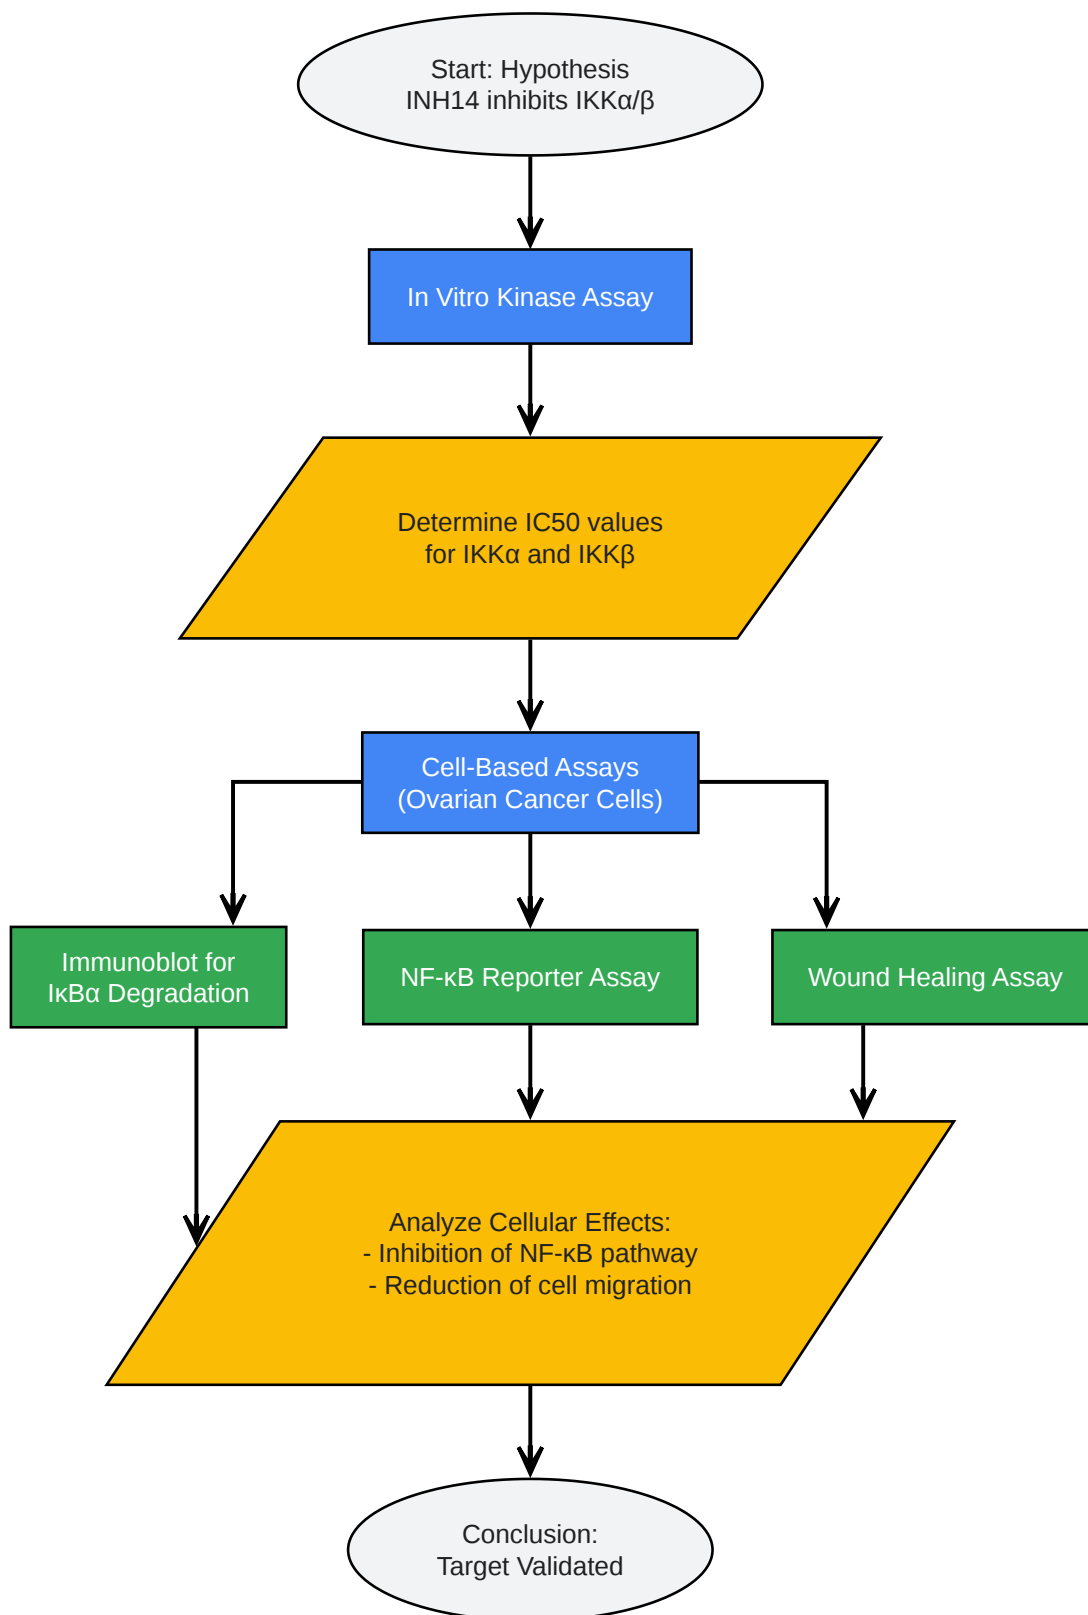 Start: Hypothesis
INH14 inhibits IKKα/β
In Vitro Kinase Assay
Determine IC50 values
for IKKα and IKKβ
Cell-Based Assays
(Ovarian Cancer Cells)
Immunoblot for
IκBα Degradation
NF-κB Reporter Assay
Wound Healing Assay
Analyze Cellular Effects:
- Inhibition of NF-κB pathway
- Reduction of cell migration
Conclusion:
Target Validated